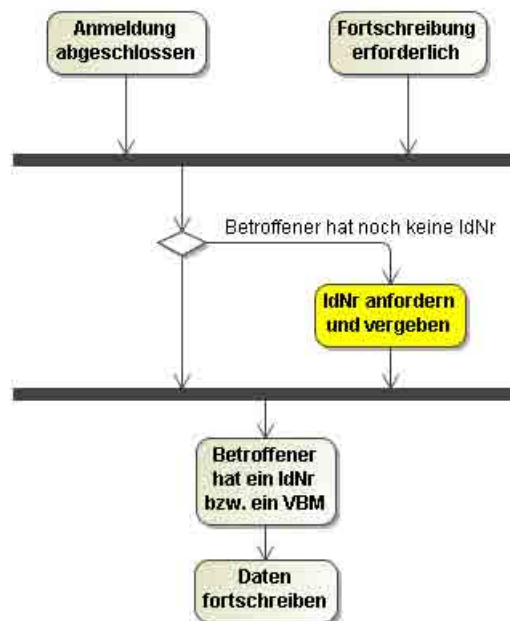 Anmeldung
abgeschlossen
Fortschreibung
erforderlich
Betroffener hat noch keine IdNr
IdNr anfordern
und vergeben
Betroffener
hat ein IdNr
bzw. ein VBM
Daten
fortschreiben